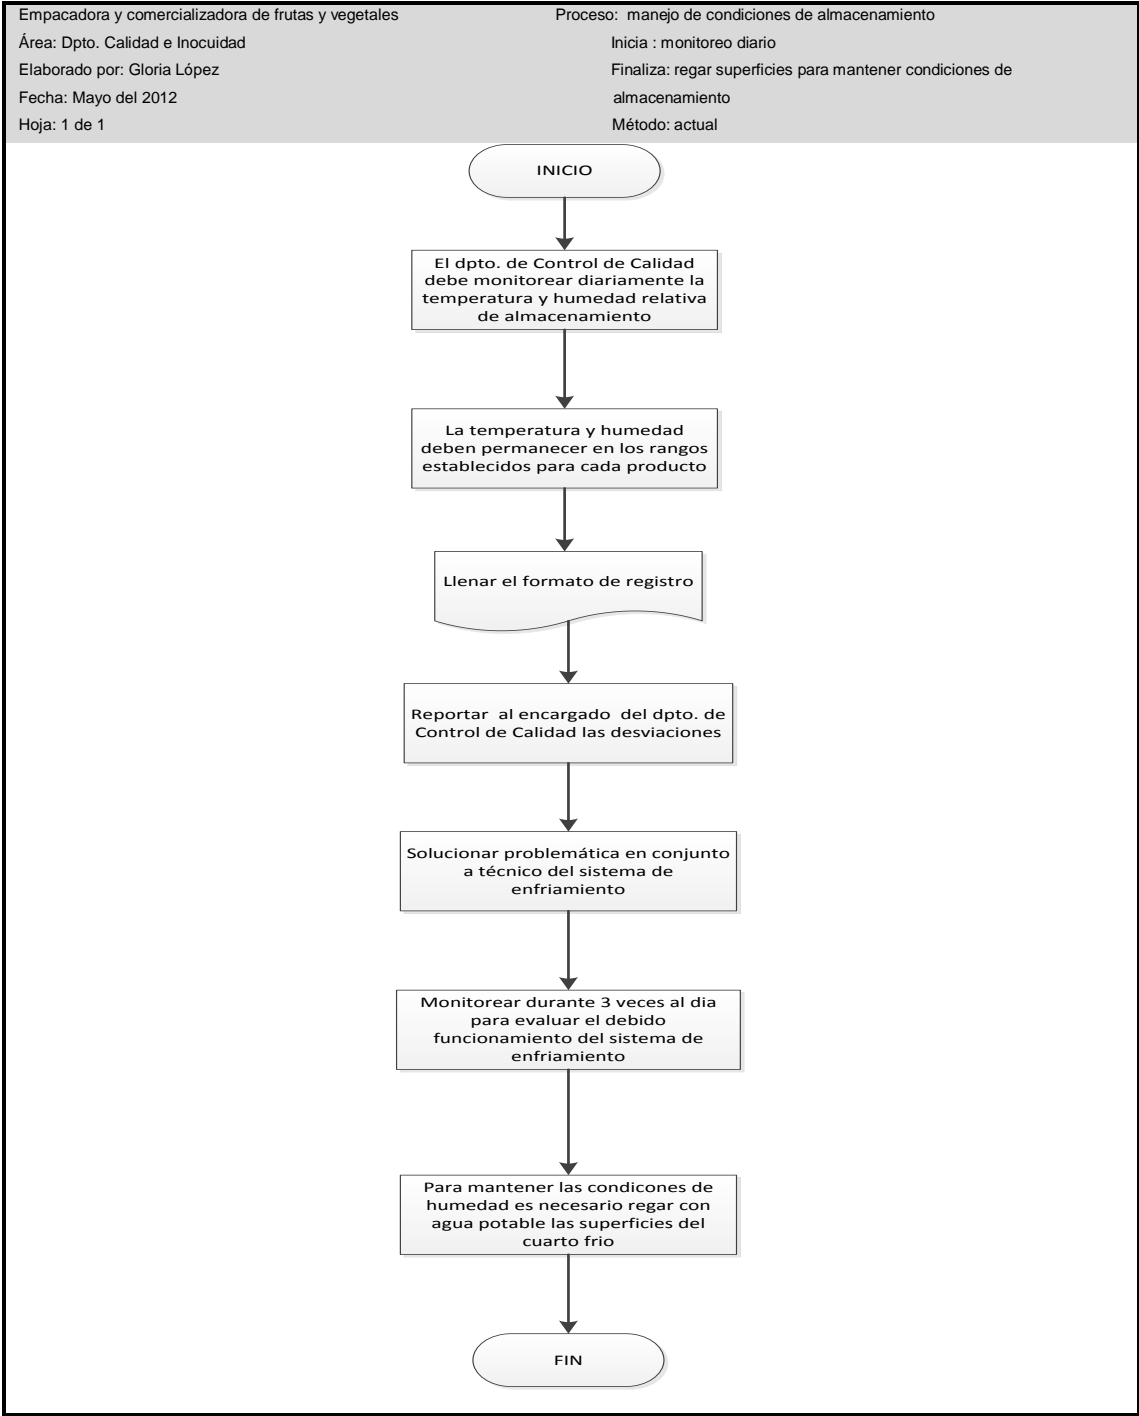 Empacadora y comercializadora de frutas y vegetales
Proceso: manejo de condiciones de almacenamiento
Área: Dpto. Calidad e Inocuidad
Inicia : monitoreo diario
Elaborado por: Gloria López
Finaliza: regar superficies para mantener condiciones de
Fecha: Mayo del 2012
almacenamiento
Hoja: 1 de 1
Método: actual
INICIO
El dpto. de Control de Calidad
debe monitorear diariamente la
temperatura y humedad relativa
de almacenamiento
La temperatura y humedad
deben permanecer en los rangos
establecidos para cada producto
Llenar el formato de registro
Reportar al encargado del dpto. de
Control de Calidad las desviaciones
Solucionar problemática en conjunto
a técnico del sistema de
enfriamiento
Monitorear durante 3 veces al dia
para evaluar el debido
funcionamiento del sistema de
enfriamiento
Para mantener las condicones de
humedad es necesario regar con
agua potable las superficies del
cuarto frio
FIN